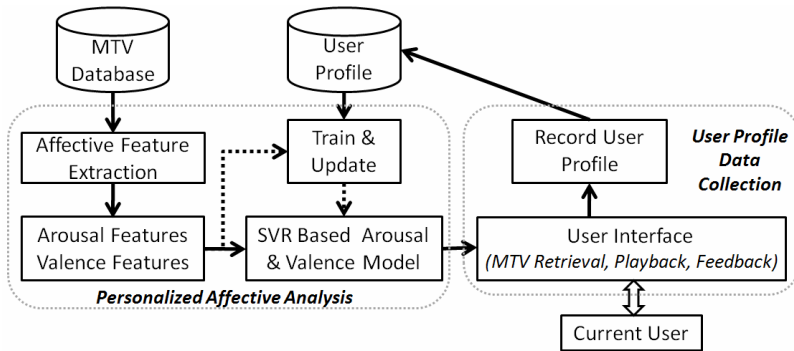 MTV
Database
User
Profile
Affective Feature
Extraction
Train &
Update
Record User
Profile
User Profile
Data
Collection
Arousal Features
Valence Features
SVR Based Arousal
& Valence Model
User Interface
(MTV Retrieval, Playback, Feedback)
Personalized Affective Analysis
Current User